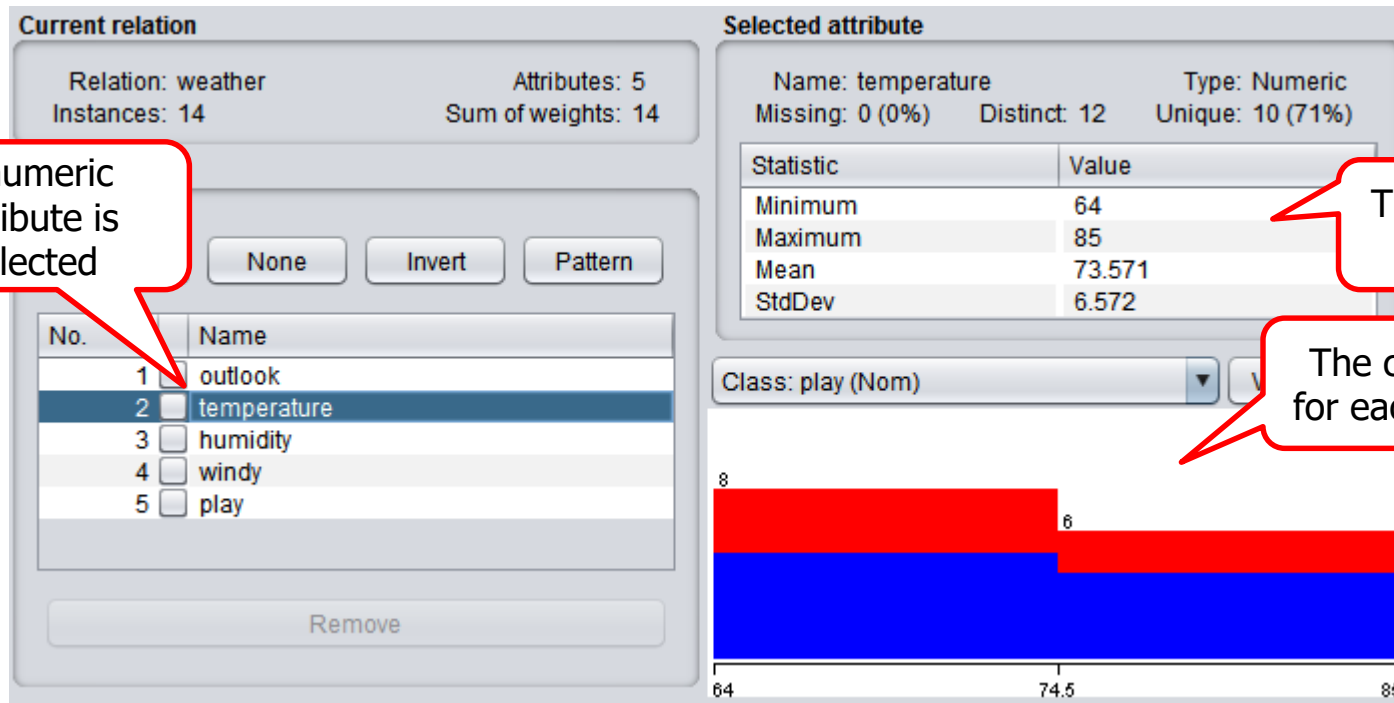 Current relation
Relation: weather Attributes: 5
Instances: 14 Sum of weights: 14
numeric
ibute is
lected
None Invert Pattern
No. Name
1 outlook
2 temperature
3 humidity
4 windy
5 play
Remove
Selected attribute
Name: temperature Type: Numeric
Missing: 0 (0%) Distinct: 12 Unique: 10 (71%)
Statistic Value
Minimum 64
Maximum 85
Mean 73.571
StdDev 6.572
Class: play (Nom)
The
for
8
6
64 74.5